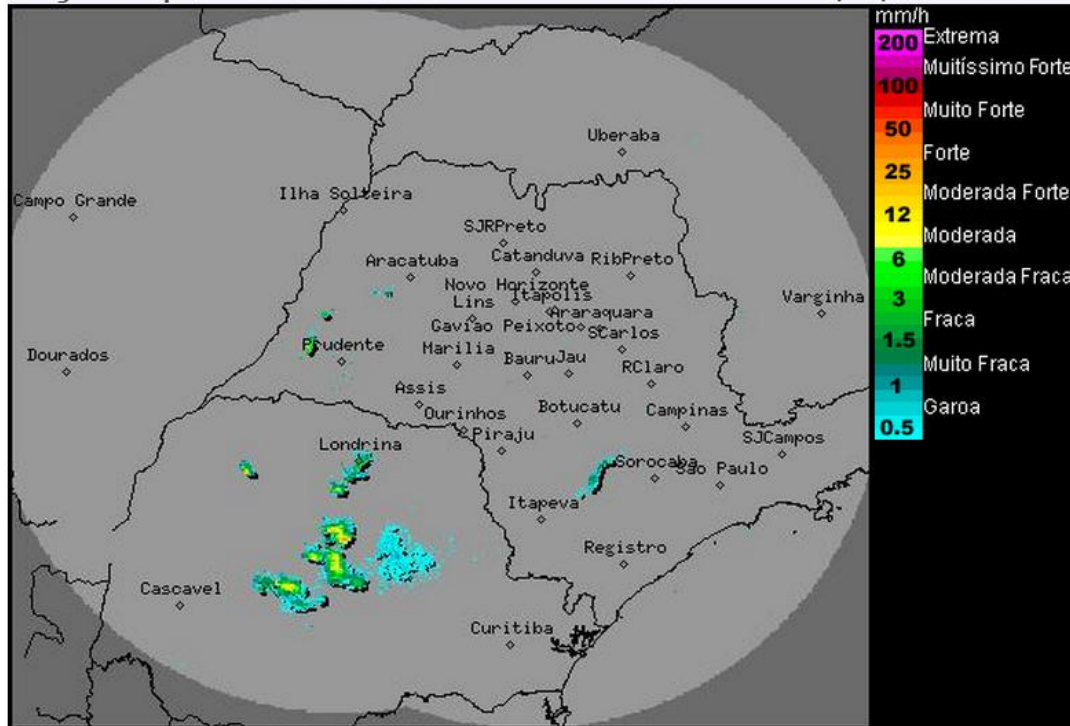 mm/h
200 Extrema
Muitíssimo Forte
100
Muito Forte
50
Forte
25
Moderada Forte
12
Moderada
6
Moderada Fraca
3
Fraca
1.5
Muito Fraca
1
Garoa
0.5
Uberaba
Campo Grande
Ilha Solteira
SJRPreto
Catanduva
RibPreto
Aracatuba
Novo Horizonte
Itapolis
Lins
Araraquara
Varginha
Gaviao Peixoto
SCarlos
Dourados
Prudente
Marilia
Bauru
Jau
RClaro
Assis
Ourinhos
Botucatu
Campinas
Piraju
SJCampos
Londrina
Sorocaba
Sao Paulo
Itapeva
Registro
Cascavel
Curitiba